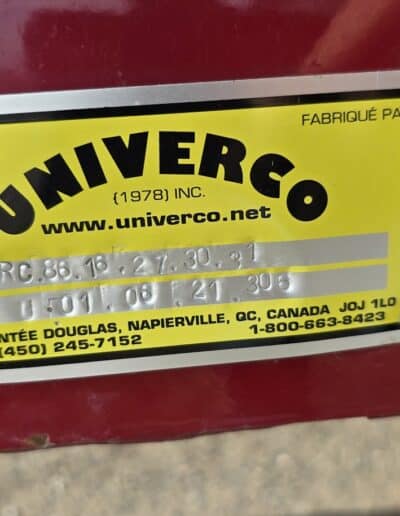 FABRIQUÉ PA
UNIVERCO
(1978) INC.
www.univerco.net
RC.86.16.27.30.31
U.01.06.21.306
NTÉE DOUGLAS, NAPIERVILLE, QC, CANADA J0J 1L0
(450) 245-7152 1-800-663-8423